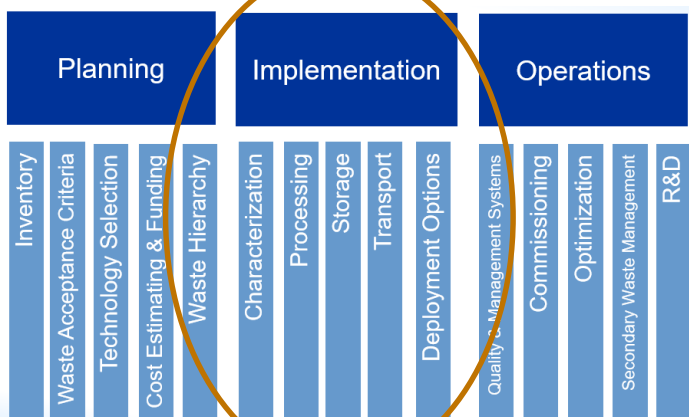 Planning
Implementation
Operations
Inventory
Waste Acceptance Criteria
Technology Selection
Cost Estimating & Funding
Waste Hierarchy
Characterization
Processing
Storage
Transport
Deployment Options
Quality & Management Systems
Commissioning
Optimization
Secondary Waste Management
R&D